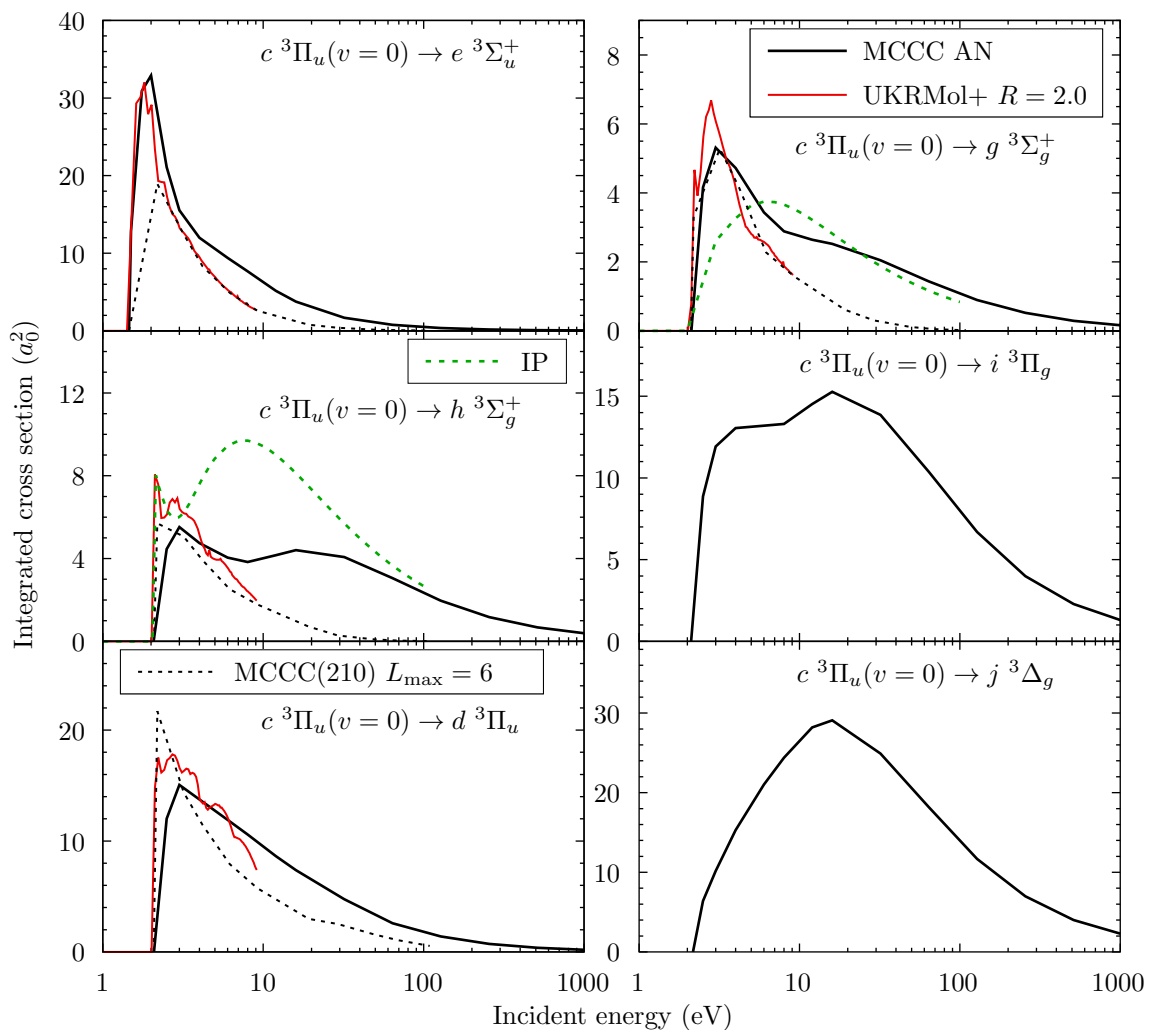 Integrated cross section (a₀²)
40
30
20
10
0
c ³Πᵤ(v = 0) → e ³Σᵤ⁺
8
6
4
2
0
MCCC AN
UKRMol+ R = 2.0
c ³Πᵤ(v = 0) → g ³Σg⁺
12
8
4
0
IP
c ³Πᵤ(v = 0) → h ³Σg⁺
15
10
5
0
c ³Πᵤ(v = 0) → i ³Πg
20
10
0
MCCC(210) Lmax = 6
c ³Πᵤ(v = 0) → d ³Πᵤ
30
20
10
0
c ³Πᵤ(v = 0) → j ³Δg
1 10 100 1000
1 10 100 1000
Incident energy (eV)